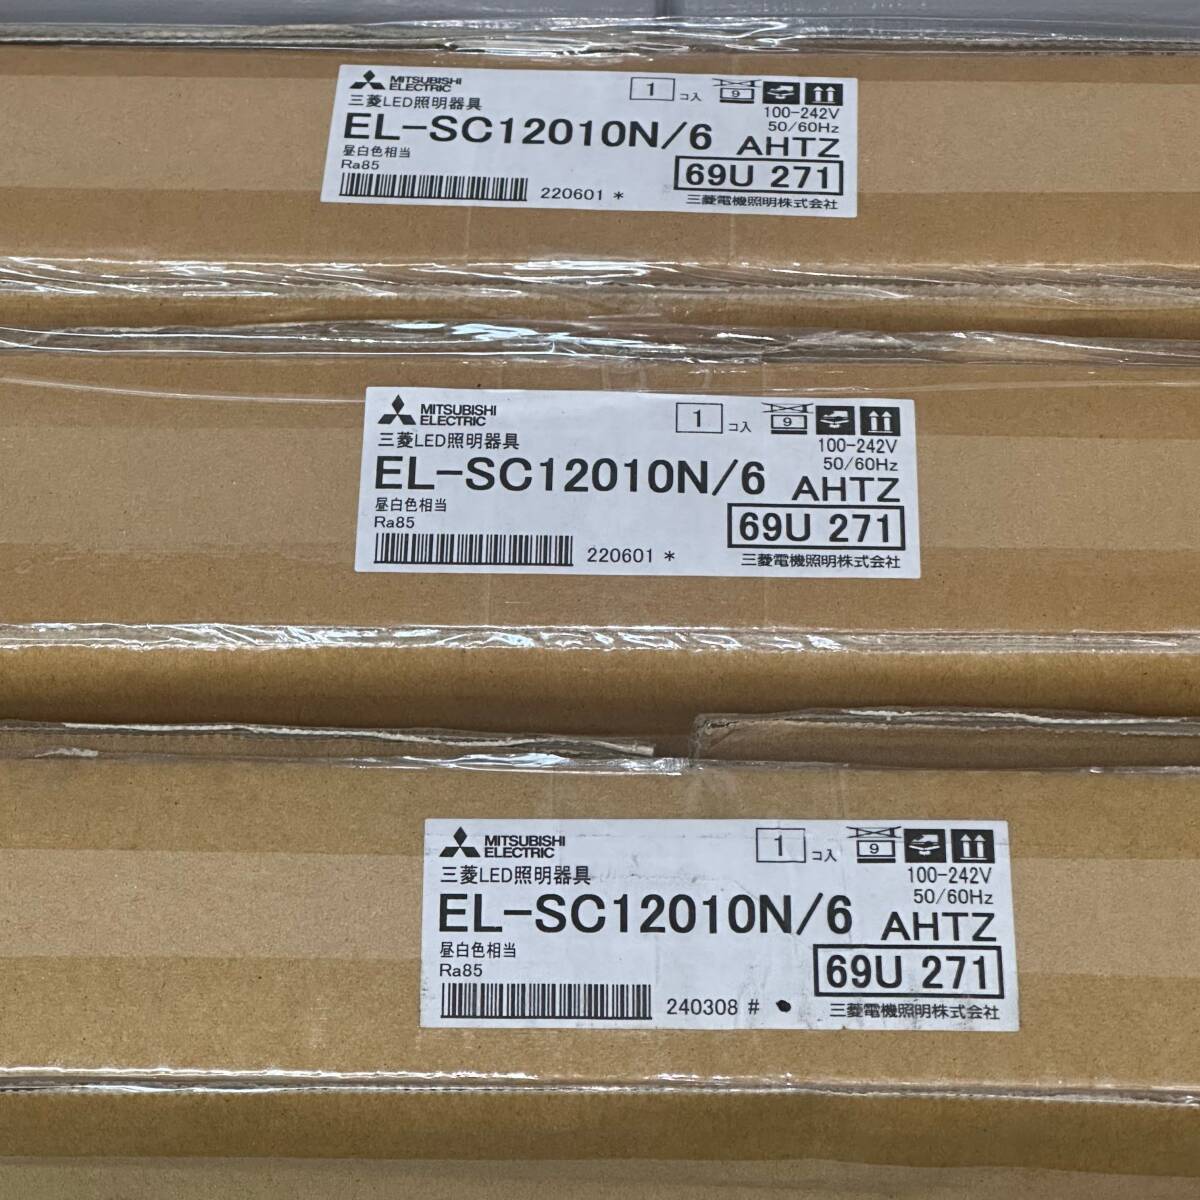 MITSUBISHI
ELECTRIC
1 コ入
9
三菱LED照明器具
100-242V
50/60Hz
EL-SC12010N/6 AHTZ
昼白色相当
Ra85
69U 271
220601 *
三菱電機照明株式会社
MITSUBISHI
ELECTRIC
1 コ入
9
三菱LED照明器具
100-242V
50/60Hz
EL-SC12010N/6 AHTZ
昼白色相当
Ra85
69U 271
220601 *
三菱電機照明株式会社
MITSUBISHI
ELECTRIC
1 コ入
9
三菱LED照明器具
100-242V
50/60Hz
EL-SC12010N/6 AHTZ
昼白色相当
Ra85
69U 271
240308 #
三菱電機照明株式会社